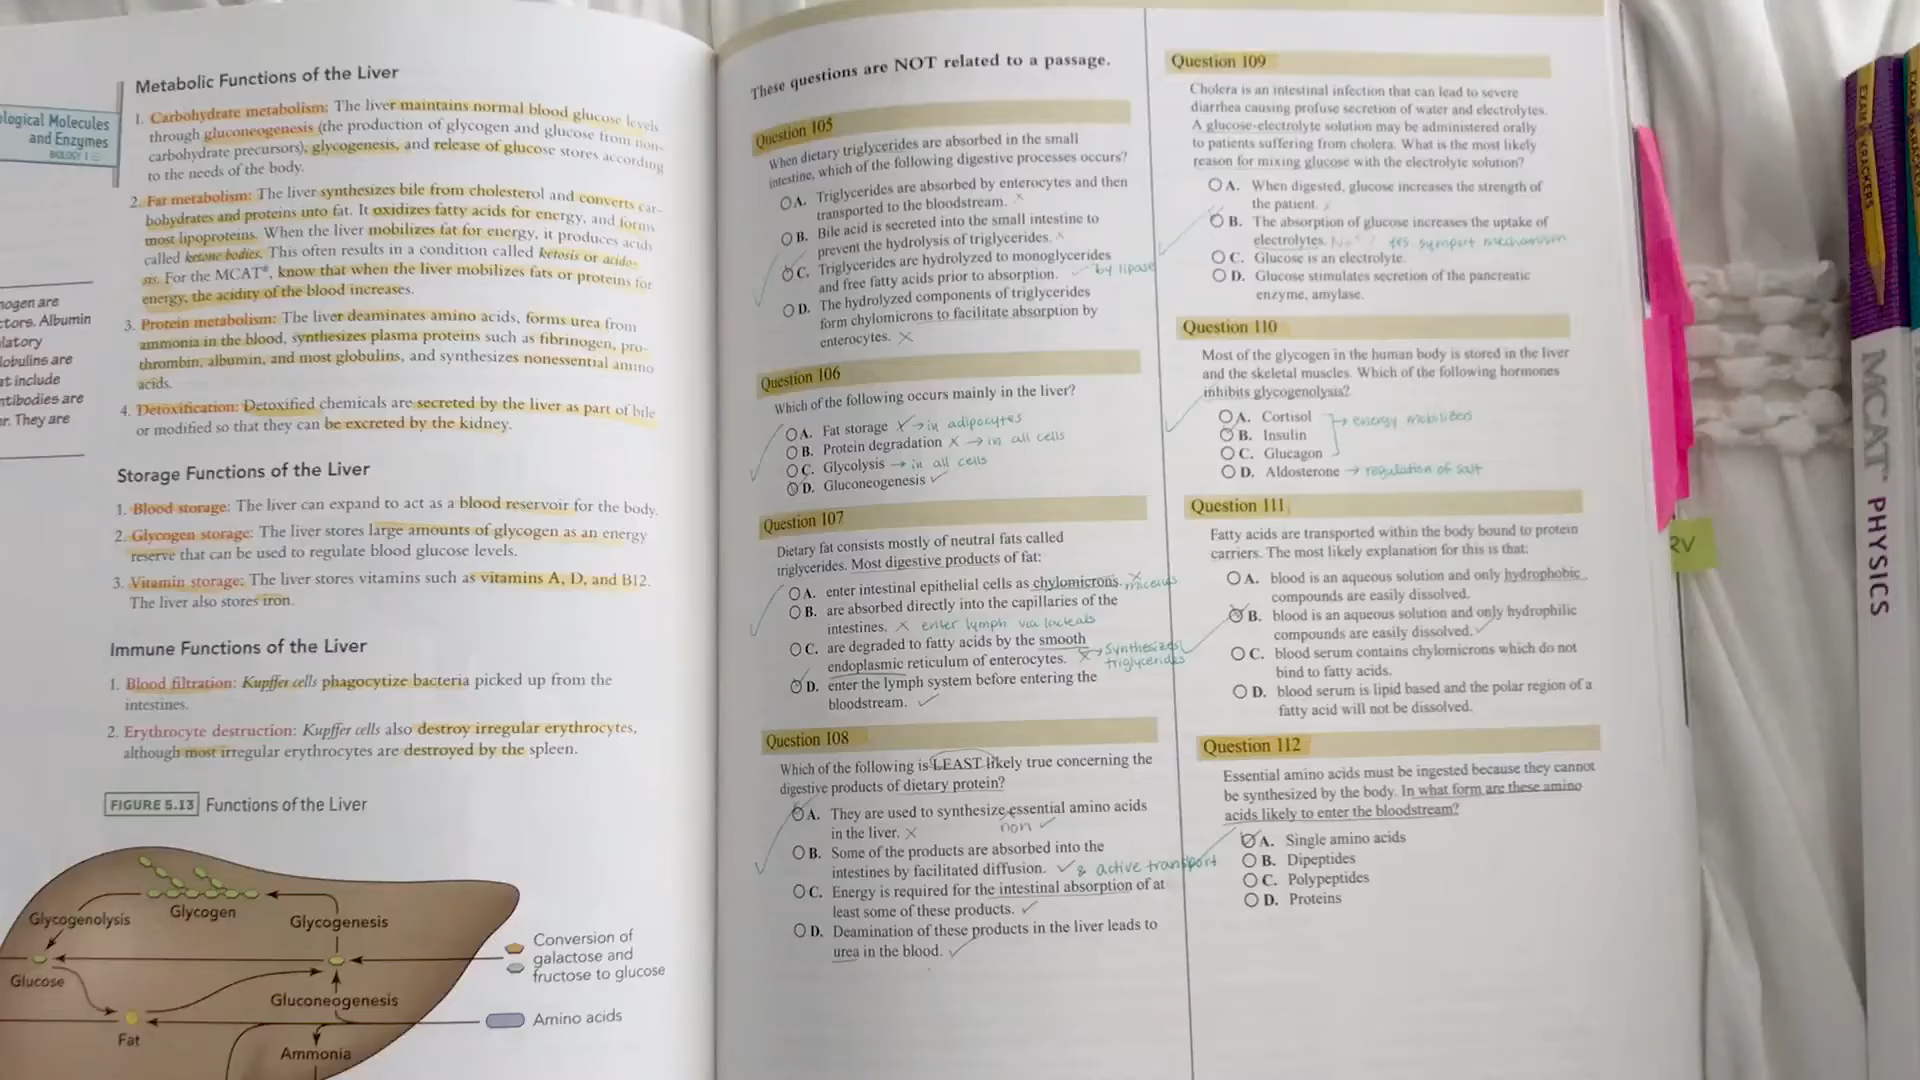 ological Molecules
and Enzymes
BIOLOGY 1
nogen are
ctors. Albumin
latory
lobulins are
at include
ntibodies are
er. They are
Metabolic Functions of the Liver
1. Carbohydrate metabolism: The liver maintains normal blood glucose levels
through gluconeogenesis (the production of glycogen and glucose from non-
carbohydrate precursors), glycogenesis, and release of glucose stores according
to the needs of the body.
2. Fat metabolism: The liver synthesizes bile from cholesterol and converts car-
bohydrates and proteins into fat. It oxidizes fatty acids for energy, and forms
most lipoproteins. When the liver mobilizes fat for energy, it produces acids
called ketone bodies. This often results in a condition called ketosis or acido-
sis. For the MCAT®, know that when the liver mobilizes fats or proteins for
energy, the acidity of the blood increases.
3. Protein metabolism: The liver deaminates amino acids, forms urea from
ammonia in the blood, synthesizes plasma proteins such as fibrinogen, pro-
thrombin, albumin, and most globulins, and synthesizes nonessential amino
acids.
4. Detoxification: Detoxified chemicals are secreted by the liver as part of bile
or modified so that they can be excreted by the kidney.
Storage Functions of the Liver
1. Blood storage: The liver can expand to act as a blood reservoir for the body.
2. Glycogen storage: The liver stores large amounts of glycogen as an energy
reserve that can be used to regulate blood glucose levels.
3. Vitamin storage: The liver stores vitamins such as vitamins A, D, and B12.
The liver also stores iron.
Immune Functions of the Liver
1. Blood filtration: Kupffer cells phagocytize bacteria picked up from the
intestines.
2. Erythrocyte destruction: Kupffer cells also destroy irregular erythrocytes,
although most irregular erythrocytes are destroyed by the spleen.
FIGURE 5.13 Functions of the Liver
Glycogenolysis
Glycogen
Glycogenesis
Glucose
Gluconeogenesis
Fat
Ammonia
Conversion of
galactose and
fructose to glucose
Amino acids
These questions are NOT related to a passage.
Question 105
When dietary triglycerides are absorbed in the small
intestine, which of the following digestive processes occurs?
A. Triglycerides are absorbed by enterocytes and then
transported to the bloodstream. x
B. Bile acid is secreted into the small intestine to
prevent the hydrolysis of triglycerides. x
C. Triglycerides are hydrolyzed to monoglycerides
and free fatty acids prior to absorption. ✓ by lipase
D. The hydrolyzed components of triglycerides
form chylomicrons to facilitate absorption by
enterocytes. X
Question 106
Which of the following occurs mainly in the liver?
A. Fat storage X → in adipocytes
B. Protein degradation X → in all cells
C. Glycolysis → in all cells
D. Gluconeogenesis ✓
Question 107
Dietary fat consists mostly of neutral fats called
triglycerides. Most digestive products of fat:
A. enter intestinal epithelial cells as chylomicrons. X micelles
B. are absorbed directly into the capillaries of the
intestines. X enter lymph via lacteals
C. are degraded to fatty acids by the smooth
endoplasmic reticulum of enterocytes. X → synthesizes
triglycerides
D. enter the lymph system before entering the
bloodstream. ✓
Question 108
Which of the following is LEAST likely true concerning the
digestive products of dietary protein?
A. They are used to synthesize essential amino acids
in the liver. X non ✓
B. Some of the products are absorbed into the
intestines by facilitated diffusion. ✓ & active transport
C. Energy is required for the intestinal absorption of at
least some of these products. ✓
D. Deamination of these products in the liver leads to
urea in the blood. ✓
Question 109
Cholera is an intestinal infection that can lead to severe
diarrhea causing profuse secretion of water and electrolytes.
A glucose-electrolyte solution may be administered orally
to patients suffering from cholera. What is the most likely
reason for mixing glucose with the electrolyte solution?
A. When digested, glucose increases the strength of
the patient.
B. The absorption of glucose increases the uptake of
electrolytes. yes symport mechanism
C. Glucose is an electrolyte.
D. Glucose stimulates secretion of the pancreatic
enzyme, amylase.
Question 110
Most of the glycogen in the human body is stored in the liver
and the skeletal muscles. Which of the following hormones
inhibits glycogenolysis?
A. Cortisol → energy mobilizers
B. Insulin
C. Glucagon
D. Aldosterone → regulation of salt
Question 111
Fatty acids are transported within the body bound to protein
carriers. The most likely explanation for this is that:
A. blood is an aqueous solution and only hydrophobic
compounds are easily dissolved.
B. blood is an aqueous solution and only hydrophilic
compounds are easily dissolved. ✓
C. blood serum contains chylomicrons which do not
bind to fatty acids.
D. blood serum is lipid based and the polar region of a
fatty acid will not be dissolved.
Question 112
Essential amino acids must be ingested because they cannot
be synthesized by the body. In what form are these amino
acids likely to enter the bloodstream?
A. Single amino acids
B. Dipeptides
C. Polypeptides
D. Proteins
RV
EXAMKRACKERS
MCAT® PHYSICS